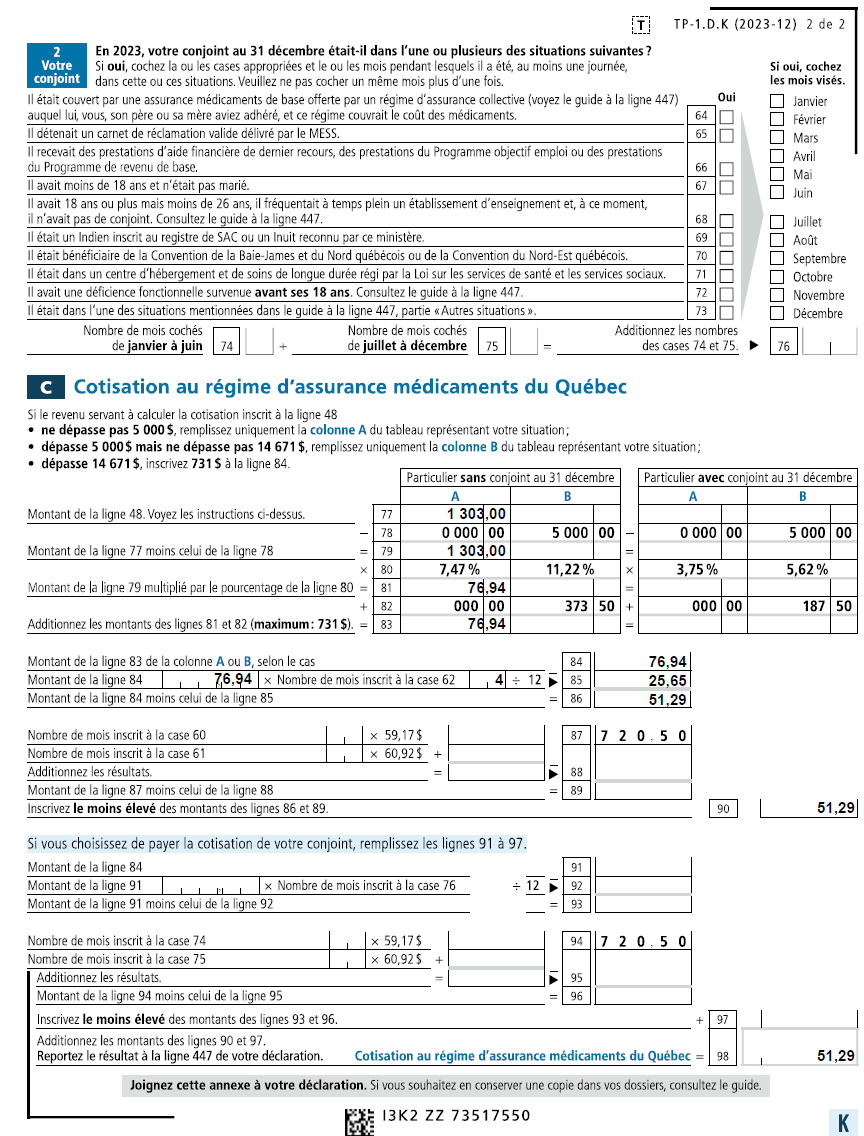 T TP-1.D.K (2023-12) 2 de 2
2 Votre conjoint
En 2023, votre conjoint au 31 décembre était-il dans l'une ou plusieurs des situations suivantes ?
Si oui, cochez la ou les cases appropriées et le ou les mois pendant lesquels il a été, au moins une journée,
dans cette ou ces situations. Veuillez ne pas cocher un même mois plus d'une fois.
Si oui, cochez
les mois visés.
Oui
Il était couvert par une assurance médicaments de base offerte par un régime d'assurance collective (voyez le guide à la ligne 447)
auquel lui, vous, son père ou sa mère aviez adhéré, et ce régime couvrait le coût des médicaments. 64
Il détenait un carnet de réclamation valide délivré par le MESS. 65
Il recevait des prestations d'aide financière de dernier recours, des prestations du Programme objectif emploi ou des prestations
du Programme de revenu de base. 66
Il avait moins de 18 ans et n'était pas marié. 67
Il avait 18 ans ou plus mais moins de 26 ans, il fréquentait à temps plein un établissement d'enseignement et, à ce moment,
il n'avait pas de conjoint. Consultez le guide à la ligne 447. 68
Il était un Indien inscrit au registre de SAC ou un Inuit reconnu par ce ministère. 69
Il était bénéficiaire de la Convention de la Baie-James et du Nord québécois ou de la Convention du Nord-Est québécois. 70
Il était dans un centre d'hébergement et de soins de longue durée régi par la Loi sur les services de santé et les services sociaux. 71
Il avait une déficience fonctionnelle survenue avant ses 18 ans. Consultez le guide à la ligne 447. 72
Il était dans l'une des situations mentionnées dans le guide à la ligne 447, partie « Autres situations ». 73
Janvier
Février
Mars
Avril
Mai
Juin
Juillet
Août
Septembre
Octobre
Novembre
Décembre
Nombre de mois cochés
de janvier à juin 74 +
Nombre de mois cochés
de juillet à décembre 75 =
Additionnez les nombres
des cases 74 et 75. ► 76
C Cotisation au régime d'assurance médicaments du Québec
Si le revenu servant à calculer la cotisation inscrit à la ligne 48
• ne dépasse pas 5 000 $, remplissez uniquement la colonne A du tableau représentant votre situation ;
• dépasse 5 000 $ mais ne dépasse pas 14 671 $, remplissez uniquement la colonne B du tableau représentant votre situation ;
• dépasse 14 671 $, inscrivez 731 $ à la ligne 84.
Particulier sans conjoint au 31 décembre Particulier avec conjoint au 31 décembre
A B A B
Montant de la ligne 48. Voyez les instructions ci-dessus. 77 1 303,00
− 78 0 000 00 5 000 00 − 0 000 00 5 000 00
Montant de la ligne 77 moins celui de la ligne 78 = 79 1 303,00 =
× 80 7,47 % 11,22 % × 3,75 % 5,62 %
Montant de la ligne 79 multiplié par le pourcentage de la ligne 80 = 81 76,94 =
+ 82 000 00 373 50 + 000 00 187 50
Additionnez les montants des lignes 81 et 82 (maximum : 731 $). = 83 76,94 =
Montant de la ligne 83 de la colonne A ou B, selon le cas 84 76,94
Montant de la ligne 84 76,94 × Nombre de mois inscrit à la case 62 4 ÷ 12 ► − 85 25,65
Montant de la ligne 84 moins celui de la ligne 85 = 86 51,29
Nombre de mois inscrit à la case 60 × 59,17 $ 87 720.50
Nombre de mois inscrit à la case 61 × 60,92 $ +
Additionnez les résultats. = ► − 88
Montant de la ligne 87 moins celui de la ligne 88 = 89
Inscrivez le moins élevé des montants des lignes 86 et 89. 90 51,29
Si vous choisissez de payer la cotisation de votre conjoint, remplissez les lignes 91 à 97.
Montant de la ligne 84 91
Montant de la ligne 91 × Nombre de mois inscrit à la case 76 ÷ 12 ► − 92
Montant de la ligne 91 moins celui de la ligne 92 = 93
Nombre de mois inscrit à la case 74 × 59,17 $ 94 720.50
Nombre de mois inscrit à la case 75 × 60,92 $ +
Additionnez les résultats. = ► − 95
Montant de la ligne 94 moins celui de la ligne 95 = 96
Inscrivez le moins élevé des montants des lignes 93 et 96. + 97
Additionnez les montants des lignes 90 et 97.
Reportez le résultat à la ligne 447 de votre déclaration. Cotisation au régime d'assurance médicaments du Québec = 98 51,29
Joignez cette annexe à votre déclaration. Si vous souhaitez en conserver une copie dans vos dossiers, consultez le guide.
I3K2 ZZ 73517550
K